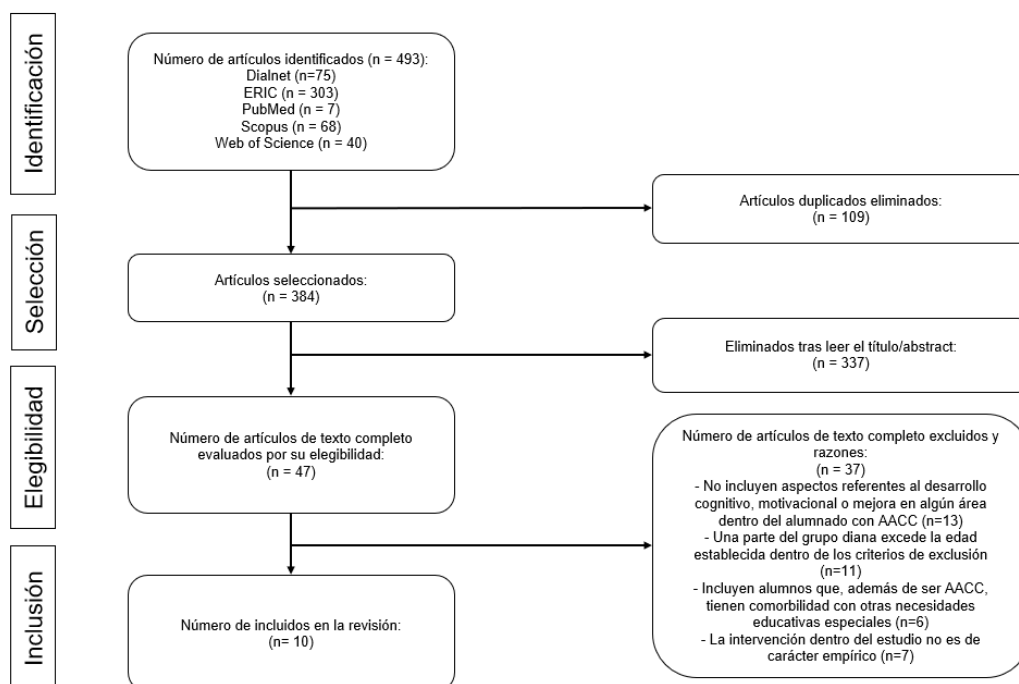 Identificación
Número de artículos identificados (n = 493):
Dialnet (n=75)
ERIC (n = 303)
PubMed (n = 7)
Scopus (n = 68)
Web of Science (n = 40)
Artículos duplicados eliminados:
(n = 109)
Selección
Artículos seleccionados:
(n = 384)
Eliminados tras leer el título/abstract:
(n = 337)
Elegibilidad
Número de artículos de texto completo
evaluados por su elegibilidad:
(n = 47)
Número de artículos de texto completo excluidos y
razones:
(n = 37)
- No incluyen aspectos referentes al desarrollo
cognitivo, motivacional o mejora en algún área
dentro del alumnado con AACC (n=13)
- Una parte del grupo diana excede la edad
establecida dentro de los criterios de exclusión
(n=11)
- Incluyen alumnos que, además de ser AACC,
tienen comorbilidad con otras necesidades
educativas especiales (n=6)
- La intervención dentro del estudio no es de
carácter empírico (n=7)
Inclusión
Número de incluidos en la revisión:
(n= 10)